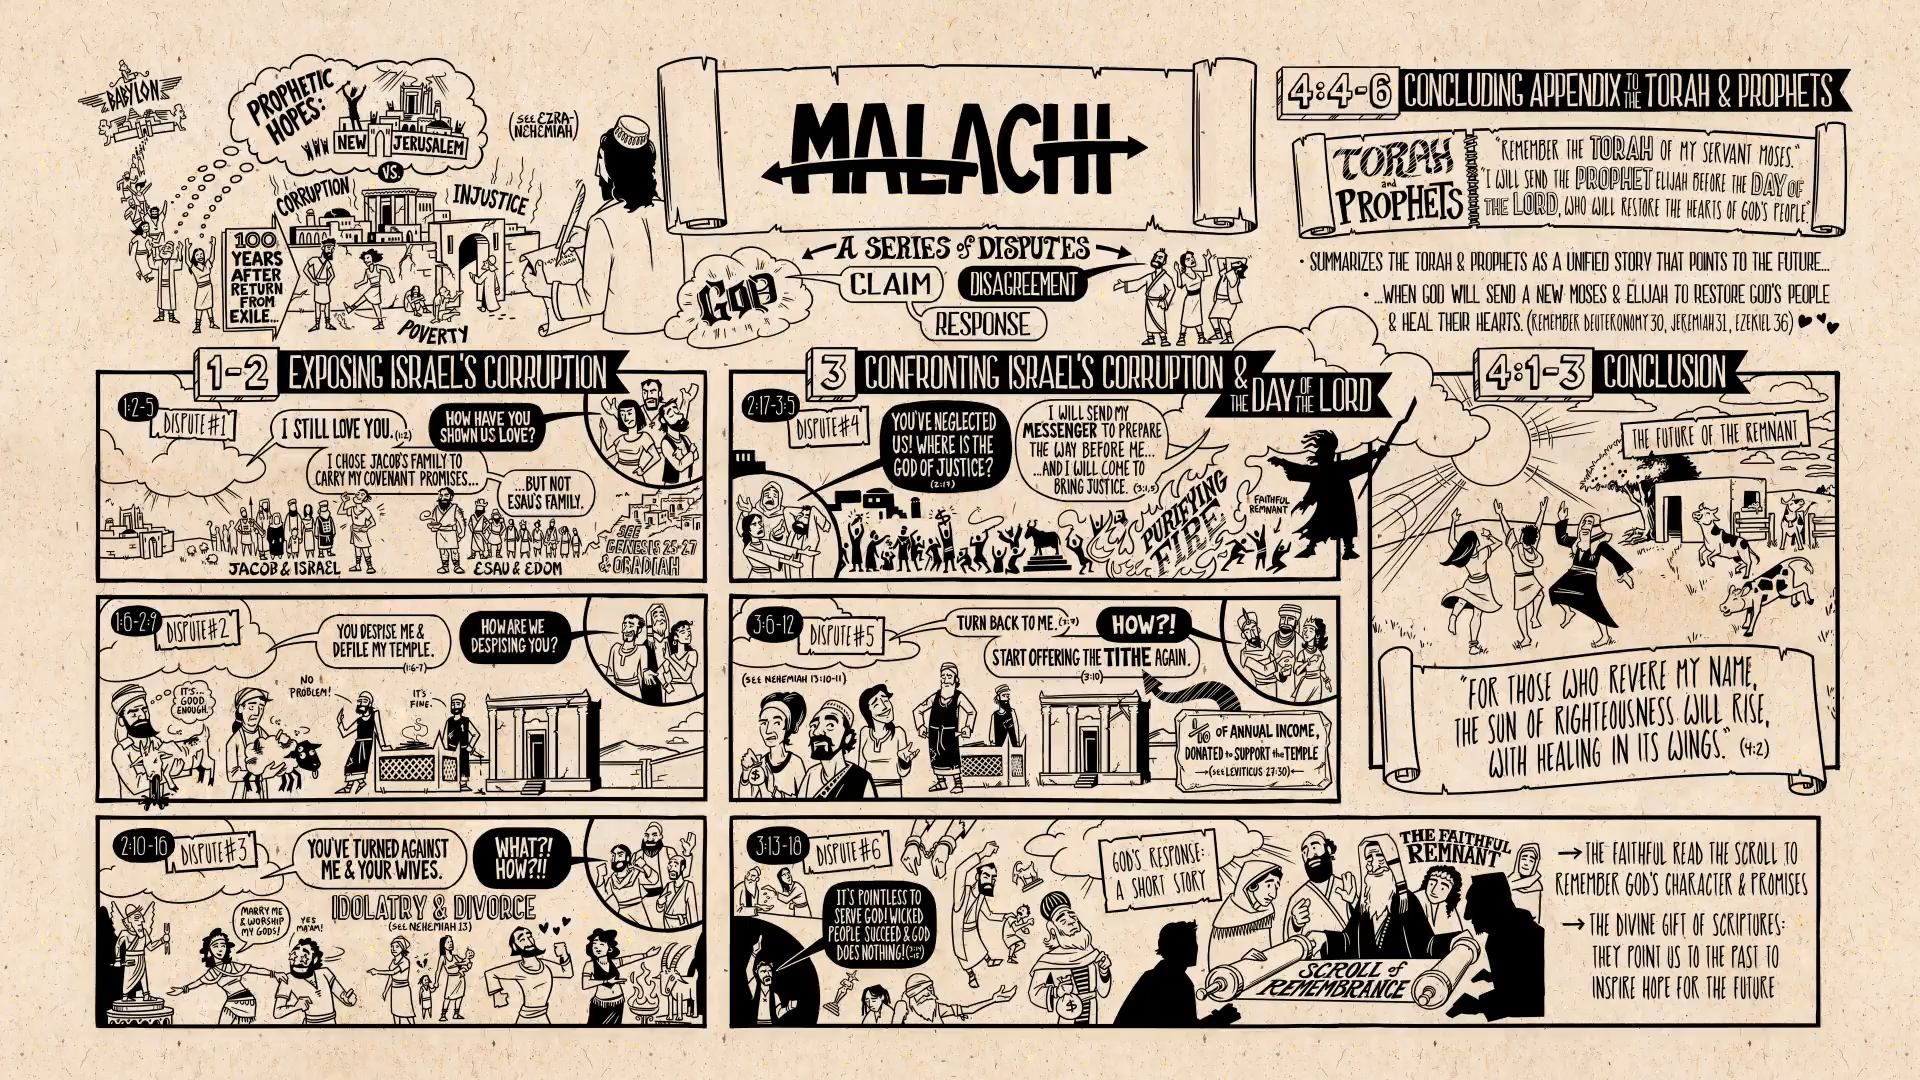 BABYLON
PROPHETIC
HOPES:
NEW JERUSALEM
VS.
CORRUPTION
INJUSTICE
100
YEARS
AFTER
RETURN
FROM
EXILE...
POVERTY
(SEE EZRA-
NEHEMIAH)
MALACHI
A SERIES of DISPUTES
GOD
CLAIM
DISAGREEMENT
RESPONSE
4:4-6 CONCLUDING APPENDIX TO THE TORAH & PROPHETS
TORAH
and
PROPHETS
"REMEMBER THE TORAH OF MY SERVANT MOSES."
"I WILL SEND THE PROPHET ELIJAH BEFORE THE DAY OF
THE LORD, WHO WILL RESTORE THE HEARTS OF GOD'S PEOPLE."
• SUMMARIZES THE TORAH & PROPHETS AS A UNIFIED STORY THAT POINTS TO THE FUTURE...
• ...WHEN GOD WILL SEND A NEW MOSES & ELIJAH TO RESTORE GOD'S PEOPLE
& HEAL THEIR HEARTS. (REMEMBER DEUTERONOMY 30, JEREMIAH 31, EZEKIEL 36)
1-2 EXPOSING ISRAEL'S CORRUPTION
1:2-5
DISPUTE #1
I STILL LOVE YOU. (1:2)
HOW HAVE YOU
SHOWN US LOVE?
I CHOSE JACOB'S FAMILY TO
CARRY MY COVENANT PROMISES...
...BUT NOT
ESAU'S FAMILY.
JACOB & ISRAEL
ESAU & EDOM
SEE
GENESIS 25-27
& OBADIAH
1:6-2:9
DISPUTE #2
YOU DESPISE ME &
DEFILE MY TEMPLE.
(1:6-7)
HOW ARE WE
DESPISING YOU?
IT'S...
GOOD
ENOUGH.
NO
PROBLEM!
IT'S
FINE.
2:10-16
DISPUTE #3
YOU'VE TURNED AGAINST
ME & YOUR WIVES.
WHAT?!
HOW?!!
IDOLATRY & DIVORCE
(SEE NEHEMIAH 13)
MARRY ME
& WORSHIP
MY GODS!
YES
MA'AM!
3 CONFRONTING ISRAEL'S CORRUPTION &
THE DAY OF THE LORD
2:17-3:5
DISPUTE #4
YOU'VE NEGLECTED
US! WHERE IS THE
GOD OF JUSTICE?
(2:17)
I WILL SEND MY
MESSENGER TO PREPARE
THE WAY BEFORE ME...
...AND I WILL COME TO
BRING JUSTICE. (3:1,5)
PURIFYING
FIRE
FAITHFUL
REMNANT
3:6-12
DISPUTE #5
TURN BACK TO ME. (3:7)
HOW?!
START OFFERING THE TITHE AGAIN.
(3:10)
(SEE NEHEMIAH 13:10-11)
1/10 OF ANNUAL INCOME,
DONATED to SUPPORT the TEMPLE
(SEE LEVITICUS 27:30)
3:13-18
DISPUTE #6
IT'S POINTLESS TO
SERVE GOD! WICKED
PEOPLE SUCCEED & GOD
DOES NOTHING! (3:14-15)
GOD'S RESPONSE:
A SHORT STORY
THE FAITHFUL
REMNANT
SCROLL of
REMEMBRANCE
→ THE FAITHFUL READ THE SCROLL TO
REMEMBER GOD'S CHARACTER & PROMISES
→ THE DIVINE GIFT OF SCRIPTURES:
THEY POINT US TO THE PAST TO
INSPIRE HOPE FOR THE FUTURE
4:1-3 CONCLUSION
THE FUTURE OF THE REMNANT
"FOR THOSE WHO REVERE MY NAME,
THE SUN OF RIGHTEOUSNESS WILL RISE,
WITH HEALING IN ITS WINGS." (4:2)